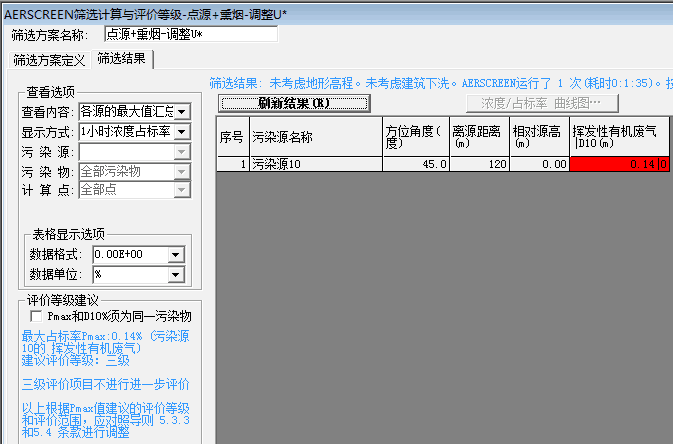 AERSCREEN筛选计算与评价等级-点源+熏烟-调整U*
筛选方案名称: 点源+熏烟-调整U*
筛选方案定义 筛选结果
筛选结果: 未考虑地形高程。未考虑建筑下洗。AERSCREEN运行了 1 次(耗时0:1:35)。按
查看选项
刷新结果(R) 浓度/占标率 曲线图…
查看内容: 各源的最大值汇总
显示方式: 1小时浓度占标率
污 染 源:
污 染 物: 全部污染物
计 算 点: 全部点
序号 污染源名称 方位角度(度) 离源距离(m) 相对源高(m) 挥发性有机废气|D10(m)
1 污染源10 45.0 120 0.00 0.14|0
表格显示选项
数据格式: 0.00E+00
数据单位: %
评价等级建议
Pmax和D10%须为同一污染物
最大占标率Pmax:0.14% (污染源
10的 挥发性有机废气)
建议评价等级: 三级
三级评价项目不进行进一步评价
以上根据Pmax值建议的评价等级
和评价范围，应对照导则 5.3.3
和5.4 条款进行调整